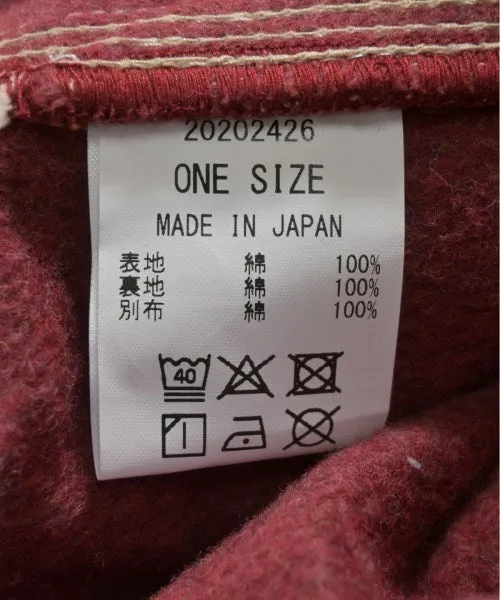 20202426
ONE SIZE
MADE IN JAPAN
表地 綿 100%
裏地 綿 100%
別布 綿 100%
40